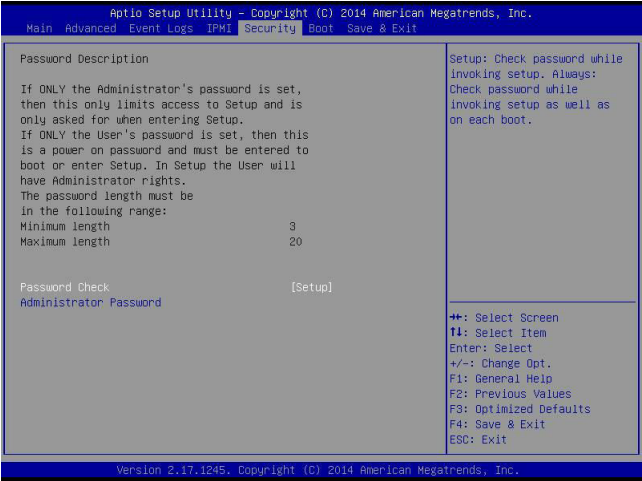 Aptio Setup Utility – Copyright (C) 2014 American Megatrends, Inc.
Main Advanced Event Logs IPMI Security Boot Save & Exit
Password Description
If ONLY the Administrator's password is set,
then this only limits access to Setup and is
only asked for when entering Setup.
If ONLY the User's password is set, then this
is a power on password and must be entered to
boot or enter Setup. In Setup the User will
have Administrator rights.
The password length must be
in the following range:
Minimum length 3
Maximum length 20
Password Check [Setup]
Administrator Password
Setup: Check password while
invoking setup. Always:
Check password while
invoking setup as well as
on each boot.
→←: Select Screen
↑↓: Select Item
Enter: Select
+/-: Change Opt.
F1: General Help
F2: Previous Values
F3: Optimized Defaults
F4: Save & Exit
ESC: Exit
Version 2.17.1245. Copyright (C) 2014 American Megatrends, Inc.